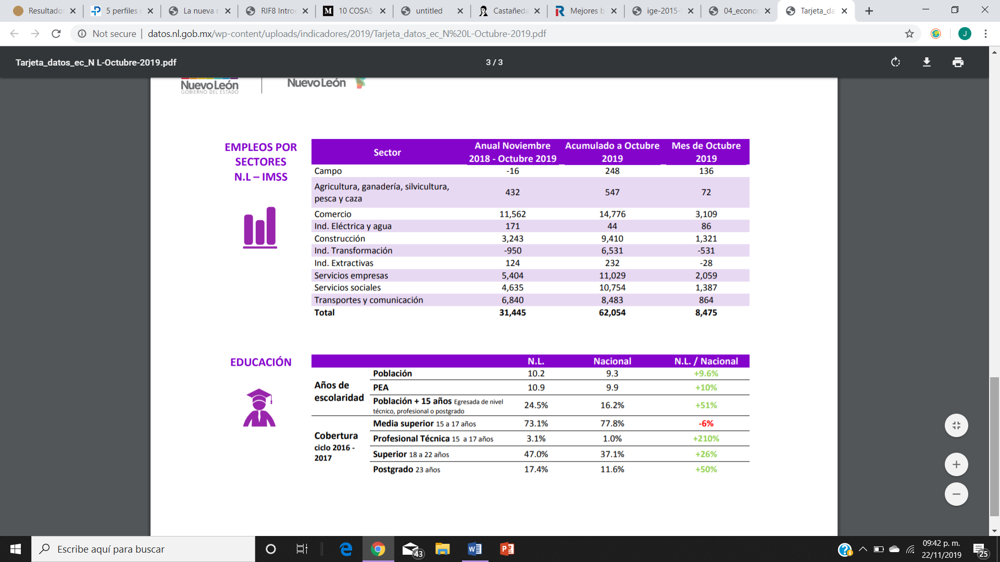 Resultados
5 perfiles
La nueva
RIF8 Introd
10 COSAS
untitled
Castañeda
Mejores b
ige-2015-
04_econo
Tarjeta_da
Not secure
datos.nl.gob.mx/wp-content/uploads/indicadores/2019/Tarjeta_datos_ec_N%20L-Octubre-2019.pdf
J
Tarjeta_datos_ec_N L-Octubre-2019.pdf
3 / 3
Nuevo León
GOBIERNO DEL ESTADO
Nuevo León
EMPLEOS POR
SECTORES
N.L – IMSS
Sector Anual Noviembre 2018 - Octubre 2019 Acumulado a Octubre 2019 Mes de Octubre 2019
Campo -16 248 136
Agricultura, ganadería, silvicultura,
pesca y caza 432 547 72
Comercio 11,562 14,776 3,109
Ind. Eléctrica y agua 171 44 86
Construcción 3,243 9,410 1,321
Ind. Transformación -950 6,531 -531
Ind. Extractivas 124 232 -28
Servicios empresas 5,404 11,029 2,059
Servicios sociales 4,635 10,754 1,387
Transportes y comunicación 6,840 8,483 864
Total 31,445 62,054 8,475
EDUCACIÓN
N.L. Nacional N.L. / Nacional
Años de
escolaridad
Población 10.2 9.3 +9.6%
PEA 10.9 9.9 +10%
Población + 15 años Egresada de nivel
técnico, profesional o postgrado 24.5% 16.2% +51%
Cobertura
ciclo 2016 -
2017
Media superior 15 a 17 años 73.1% 77.8% -6%
Profesional Técnica 15 a 17 años 3.1% 1.0% +210%
Superior 18 a 22 años 47.0% 37.1% +26%
Postgrado 23 años 17.4% 11.6% +50%
Escribe aquí para buscar
43
09:42 p. m.
22/11/2019
25